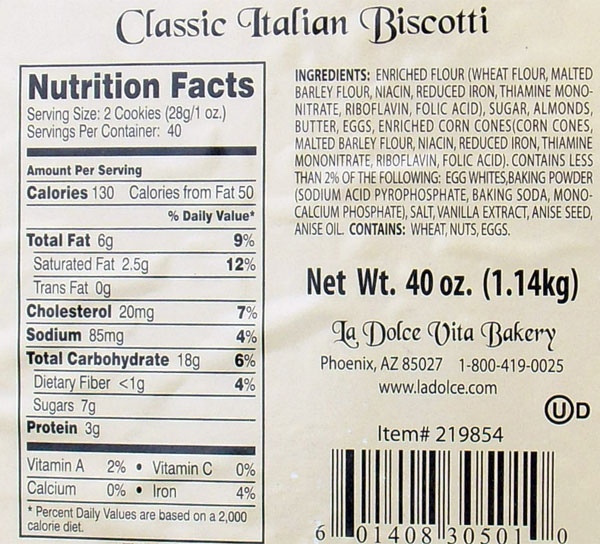 Classic Italian Biscotti
Nutrition Facts
Serving Size: 2 Cookies (28g/1 oz.)
Servings Per Container: 40
Amount Per Serving
Calories 130 Calories from Fat 50
% Daily Value*
Total Fat 6g 9%
Saturated Fat 2.5g 12%
Trans Fat 0g
Cholesterol 20mg 7%
Sodium 85mg 4%
Total Carbohydrate 18g 6%
Dietary Fiber <1g 4%
Sugars 7g
Protein 3g
Vitamin A 2% • Vitamin C 0%
Calcium 0% • Iron 4%
* Percent Daily Values are based on a 2,000
calorie diet.
INGREDIENTS: ENRICHED FLOUR (WHEAT FLOUR, MALTED
BARLEY FLOUR, NIACIN, REDUCED IRON, THIAMINE MONO-
NITRATE, RIBOFLAVIN, FOLIC ACID), SUGAR, ALMONDS,
BUTTER, EGGS, ENRICHED CORN CONES(CORN CONES,
MALTED BARLEY FLOUR, NIACIN, REDUCED IRON, THIAMINE
MONONITRATE, RIBOFLAVIN, FOLIC ACID). CONTAINS LESS
THAN 2% OF THE FOLLOWING: EGG WHITES,BAKING POWDER
(SODIUM ACID PYROPHOSPHATE, BAKING SODA, MONO-
CALCIUM PHOSPHATE), SALT, VANILLA EXTRACT, ANISE SEED,
ANISE OIL. CONTAINS: WHEAT, NUTS, EGGS.
Net Wt. 40 oz. (1.14kg)
La Dolce Vita Bakery
Phoenix, AZ 85027 1-800-419-0025
www.ladolce.com
U D
Item# 219854
6 01408 30501 0